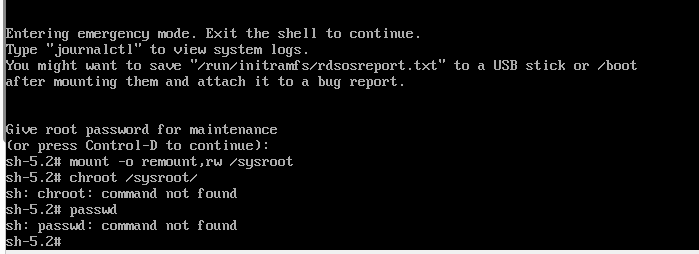 Entering emergency mode. Exit the shell to continue.
Type "journalctl" to view system logs.
You might want to save "/run/initramfs/rdsosreport.txt" to a USB stick or /boot
after mounting them and attach it to a bug report.
Give root password for maintenance
(or press Control-D to continue):
sh-5.2# mount -o remount,rw /sysroot
sh-5.2# chroot /sysroot/
sh: chroot: command not found
sh-5.2# passwd
sh: passwd: command not found
sh-5.2#